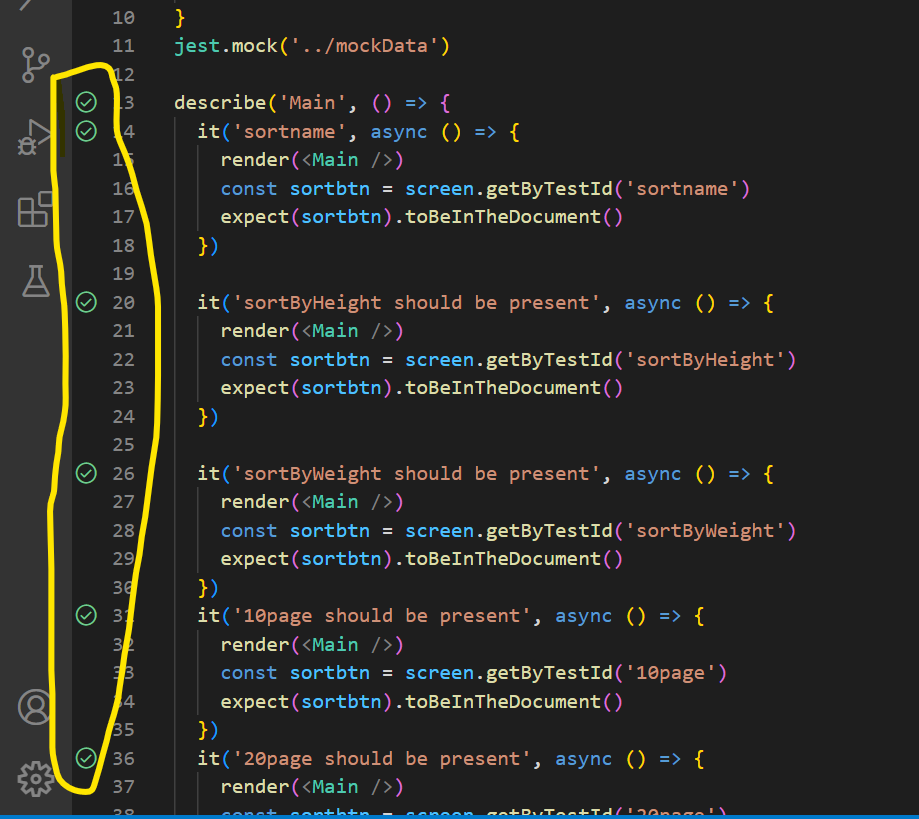 10 }
11 jest.mock('../mockData')
12
13 describe('Main', () => {
14 it('sortname', async () => {
15 render(<Main />)
16 const sortbtn = screen.getByTestId('sortname')
17 expect(sortbtn).toBeInTheDocument()
18 })
19
20 it('sortByHeight should be present', async () => {
21 render(<Main />)
22 const sortbtn = screen.getByTestId('sortByHeight')
23 expect(sortbtn).toBeInTheDocument()
24 })
25
26 it('sortByWeight should be present', async () => {
27 render(<Main />)
28 const sortbtn = screen.getByTestId('sortByWeight')
29 expect(sortbtn).toBeInTheDocument()
30 })
31 it('10page should be present', async () => {
32 render(<Main />)
33 const sortbtn = screen.getByTestId('10page')
34 expect(sortbtn).toBeInTheDocument()
35 })
36 it('20page should be present', async () => {
37 render(<Main />)
38 const sortbtn = screen.getByTestId('20page')